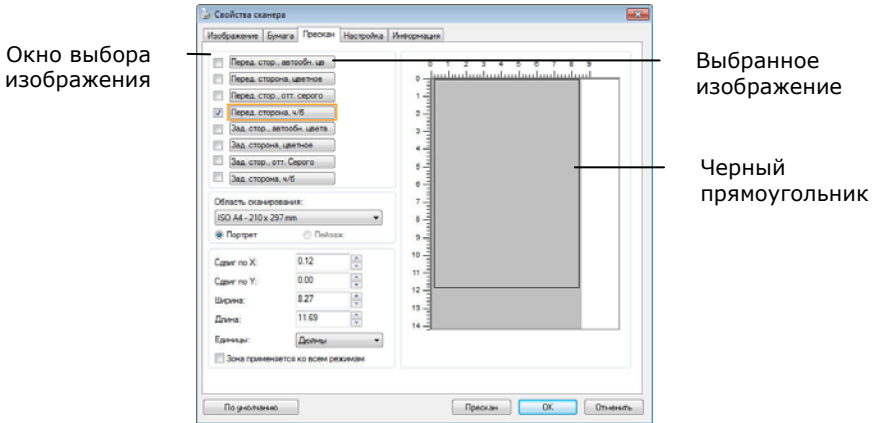 Свойства сканера
Изображение Бумага Прескан Настройка Информация
Окно выбора
изображения
Перед. стор., автообн. цв
Перед. сторона, цветное
Перед. стор., отт. серого
Перед. сторона, ч/б
Зад. стор., автообн. цвета
Зад. сторона, цветное
Зад. стор., отт. Серого
Зад. сторона, ч/б
Область сканирования:
ISO A4 - 210 x 297 mm
Портрет Пейзаж
Сдвиг по X: 0.12
Сдвиг по Y: 0.00
Ширина: 8.27
Длина: 11.69
Единицы: Дюймы
Зона применяется ко всем режимам
0 1 2 3 4 5 6 7 8 9
0
1
2
3
4
5
6
7
8
9
10
11
12
13
14
Выбранное
изображение
Черный
прямоугольник
По умолчанию Прескан OK Отменить